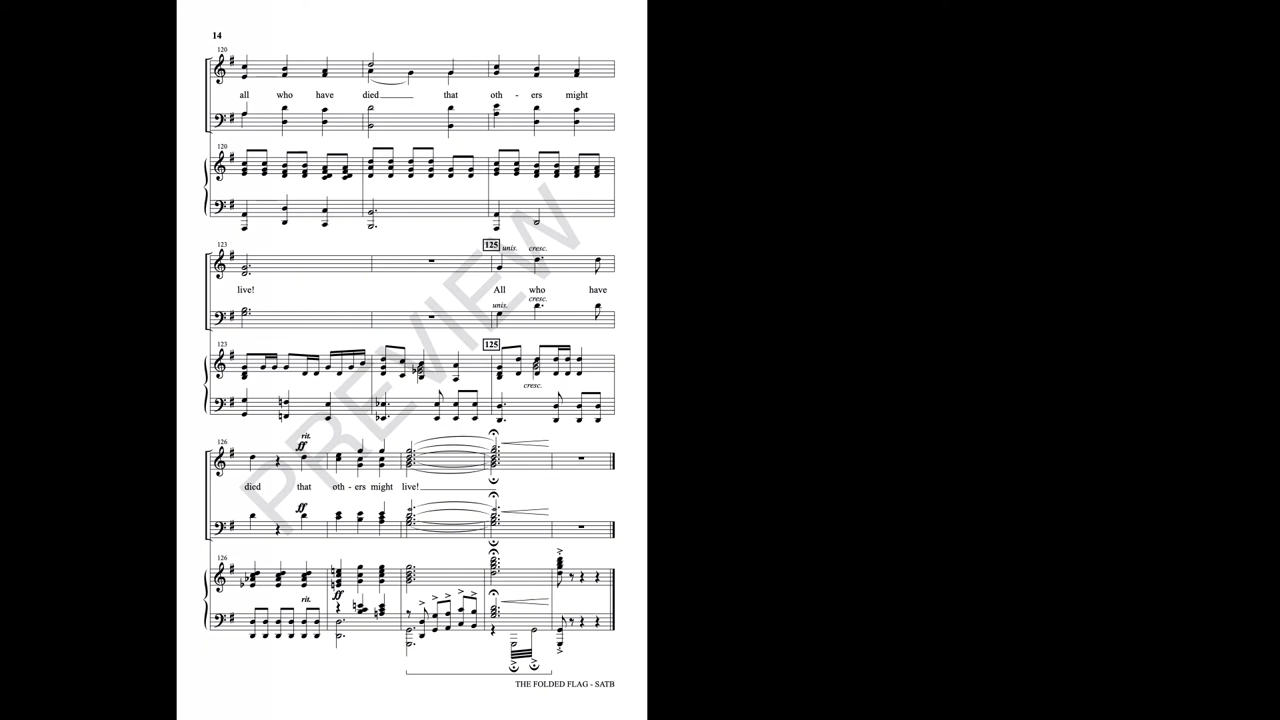 14
120
all who have died that oth - ers might
120
123
125 unis. cresc.
live! All who have
unis. cresc.
123
125
cresc.
126
rit.
ff
died that oth - ers might live!
ff
126
rit.
ff
PREVIEW
THE FOLDED FLAG - SATB